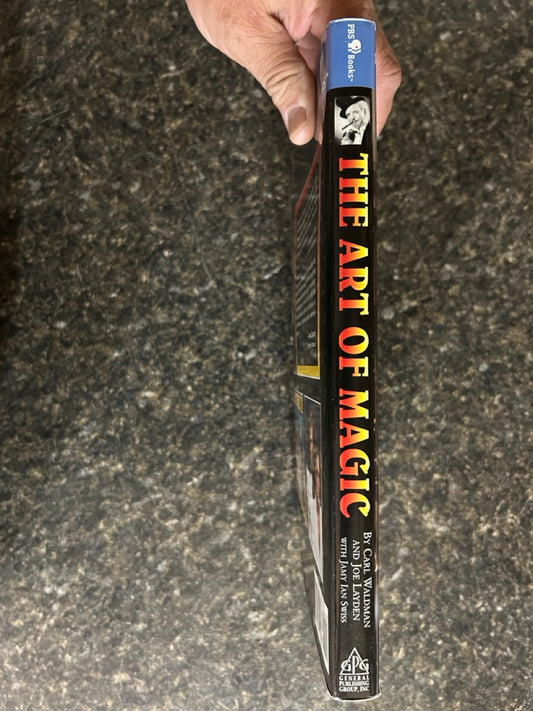 PBS Books™
THE ART OF MAGIC
BY CARL WALDMAN
AND JOE LAYDEN
WITH JAMY IAN SWISS
GPG
GENERAL
PUBLISHING
GROUP, INC